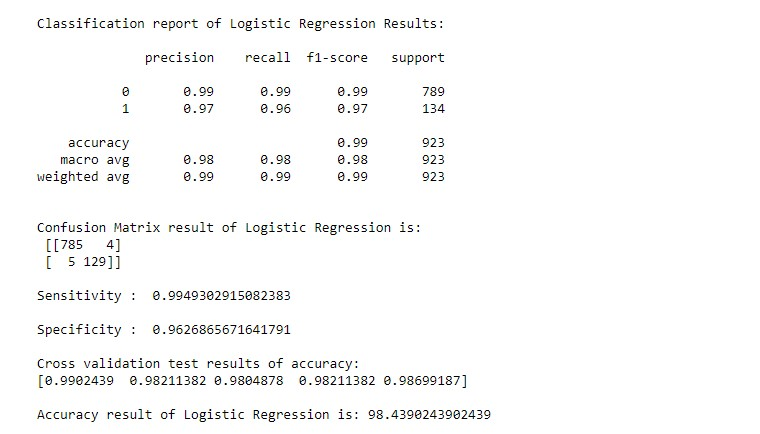 Classification report of Logistic Regression Results:
precision recall f1-score support
0 0.99 0.99 0.99 789
1 0.97 0.96 0.97 134
accuracy 0.99 923
macro avg 0.98 0.98 0.98 923
weighted avg 0.99 0.99 0.99 923
Confusion Matrix result of Logistic Regression is:
[[785 4]
[ 5 129]]
Sensitivity : 0.9949302915082383
Specificity : 0.9626865671641791
Cross validation test results of accuracy:
[0.9902439 0.98211382 0.9804878 0.98211382 0.98699187]
Accuracy result of Logistic Regression is: 98.4390243902439